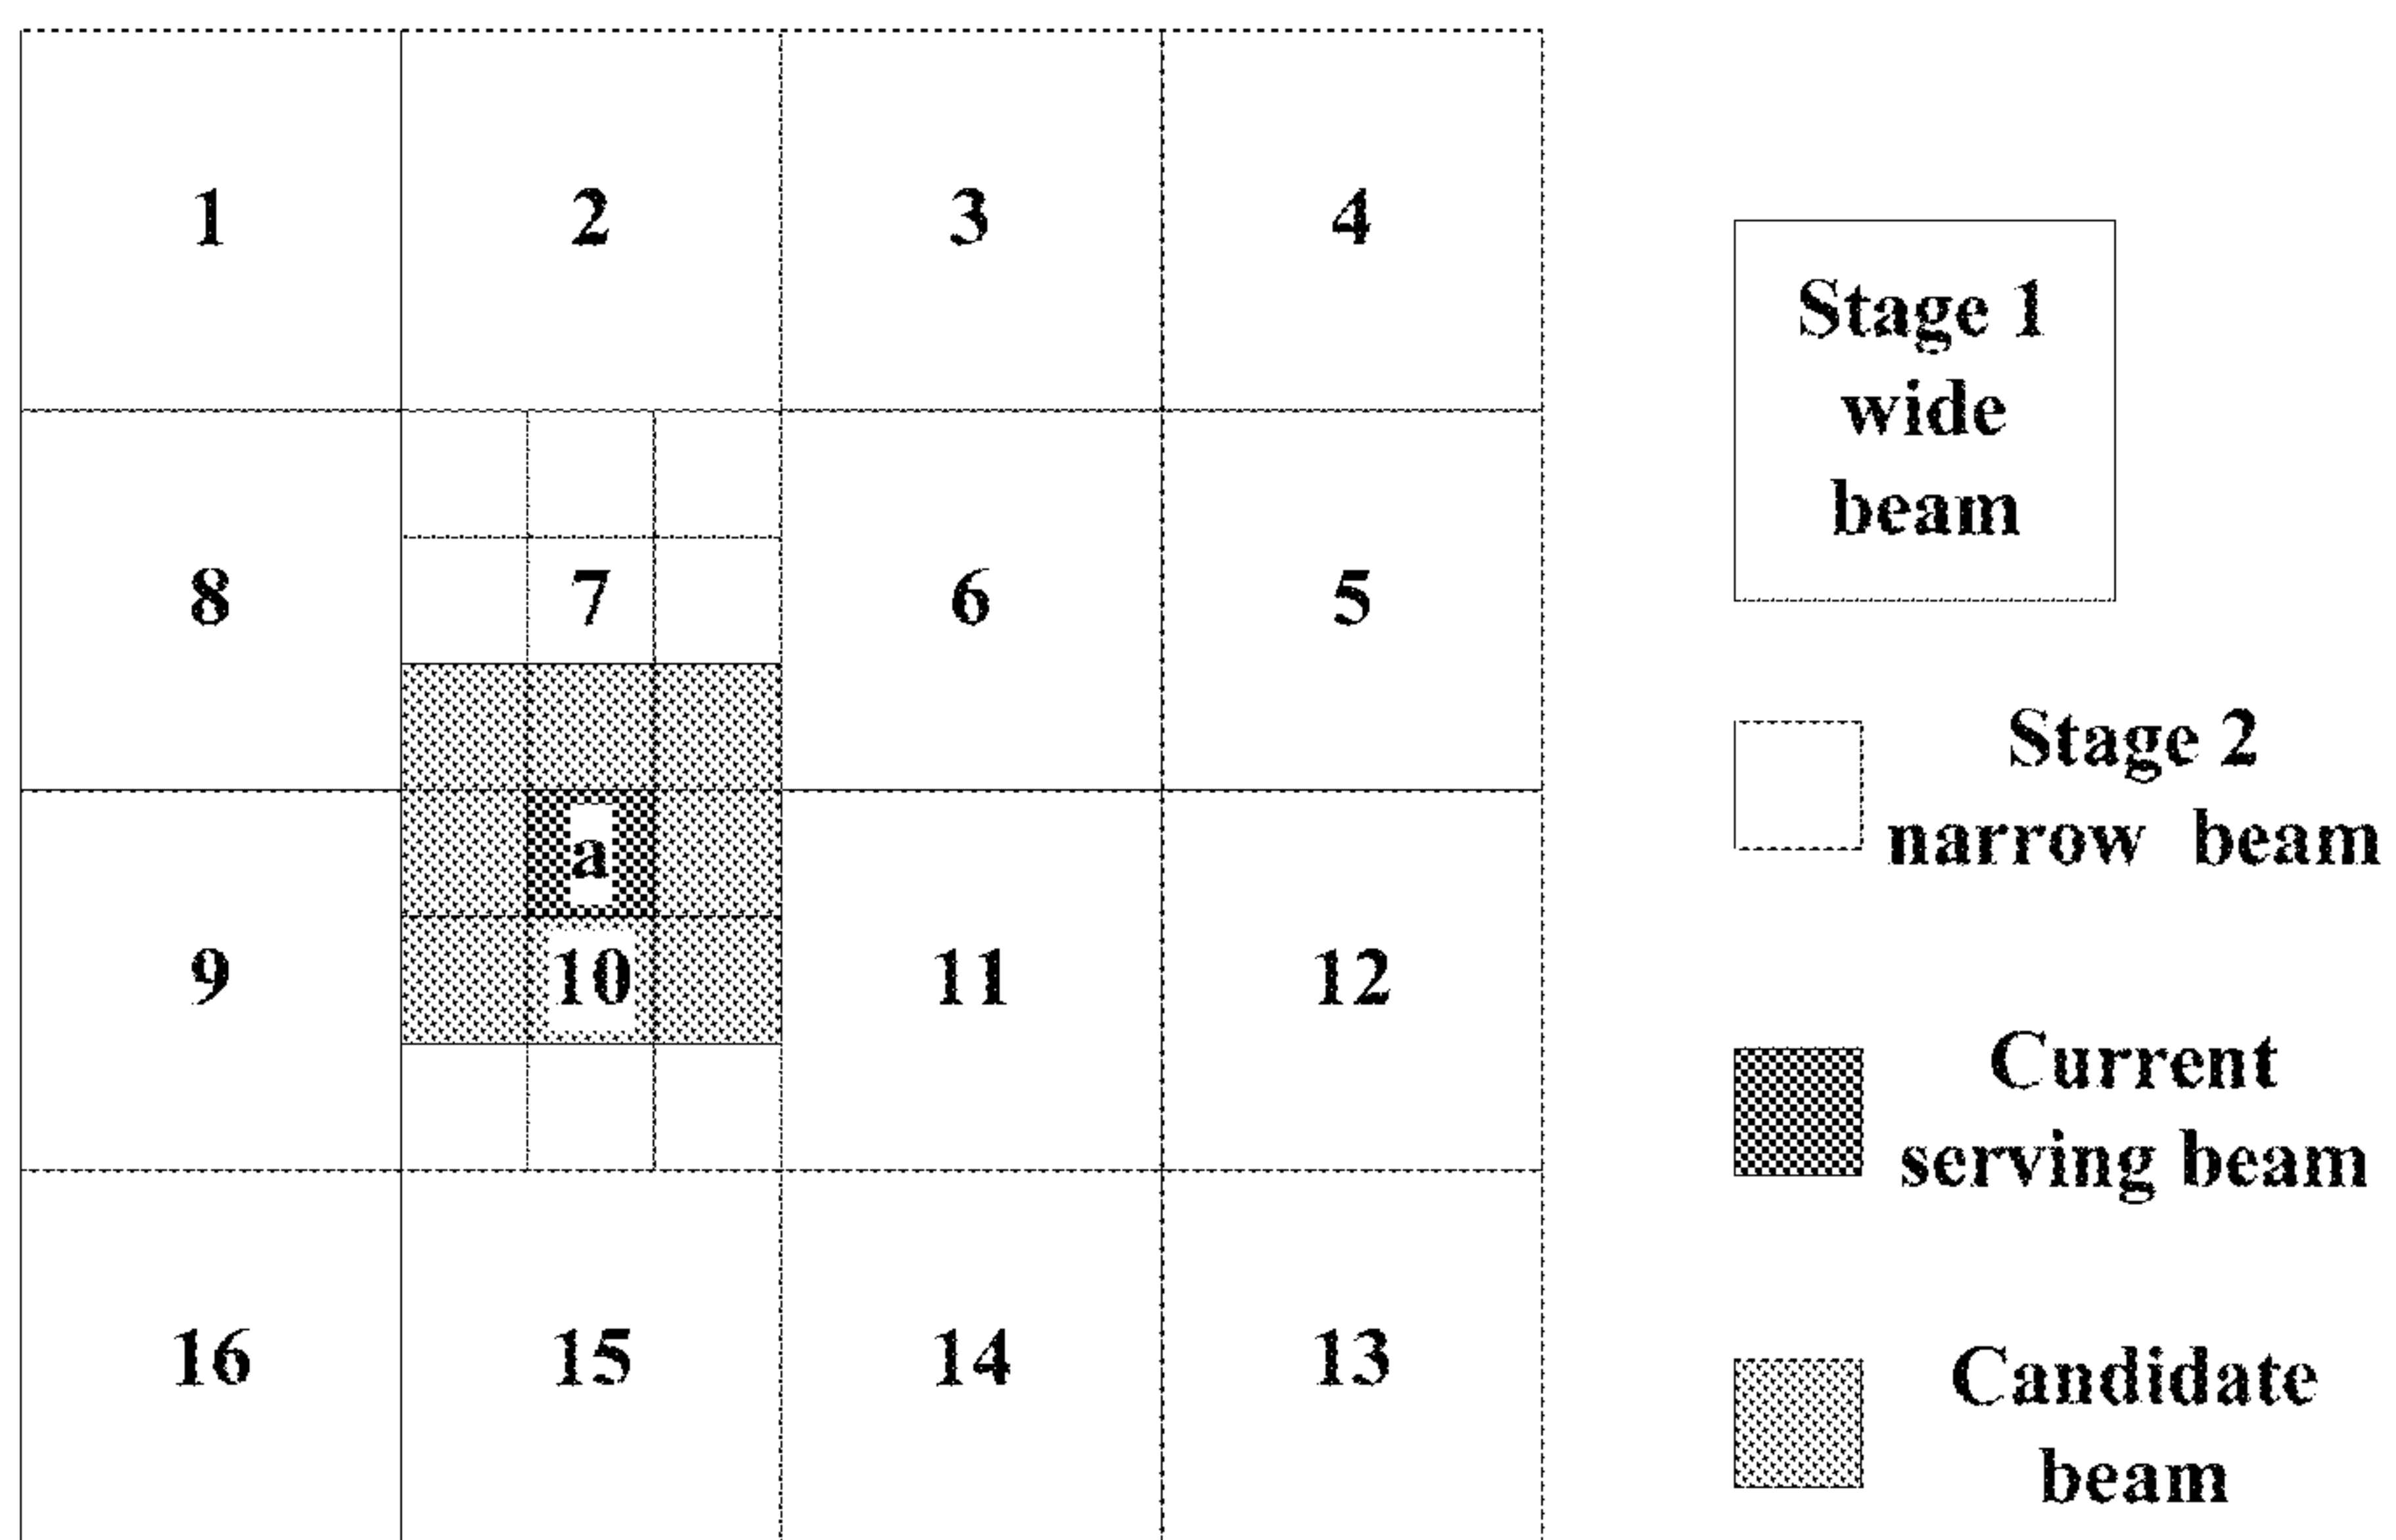 1 2 3 4
8 7 6 5
a
9 10 11 12
16 15 14 13
Stage 1
wide
beam
Stage 2
narrow beam
Current
serving beam
Candidate
beam